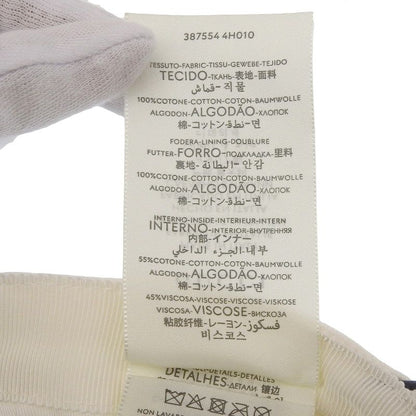 387554 4H010
TESSUTO-FABRIC-TISSU-GEWEBE-TEJIDO
TECIDO-ТКАНЬ-表地-面料
قماش-직물
100%COTONE-COTTON-COTON-BAUMWOLLE
ALGODON-ALGODÃO-ХЛОПОК
棉-コットン-قطن-면
FODERA-LINING-DOUBLURE
FUTTER-FORRO-ПОДКЛАДКА-里料
裏地-البطانة-안감
100%COTONE-COTTON-COTON-BAUMWOLLE
ALGODON-ALGODÃO-ХЛОПОК
棉-コットン-قطن-면
INTERNO-INSIDE-INTERIEUR-INTERN
INTERNO-INTERIOR-ВНУТРЕННЯЯ
内部-インナー-الجزء الداخلي-내부
55%COTONE-COTTON-COTON-BAUMWOLLE
ALGODON-ALGODÃO-ХЛОПОК
棉-コットン-قطن-면
45%VISCOSA-VISCOSE-VISCOSE-VISKOSE
VISCOSA-VISCOSE-ВИСКОЗА
粘胶纤维-レーヨン-فسكوز
비스코스
DETAILS-DETALLES
DETALHES-ДЕТАЛИ-镶边